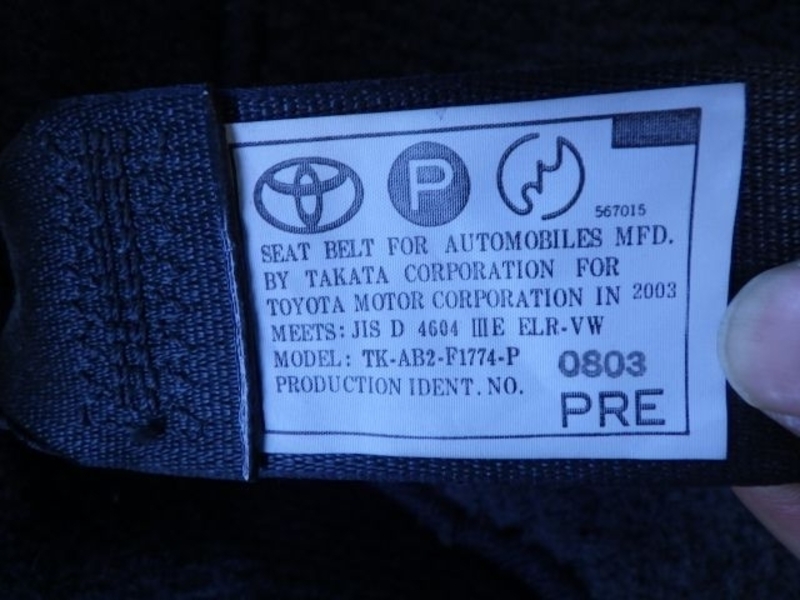 P
567015
SEAT BELT FOR AUTOMOBILES MFD.
BY TAKATA CORPORATION FOR
TOYOTA MOTOR CORPORATION IN 2003
MEETS: JIS D 4604 ⅢE ELR-VW
MODEL: TK-AB2-F1774-P
PRODUCTION IDENT. NO.
0803
PRE